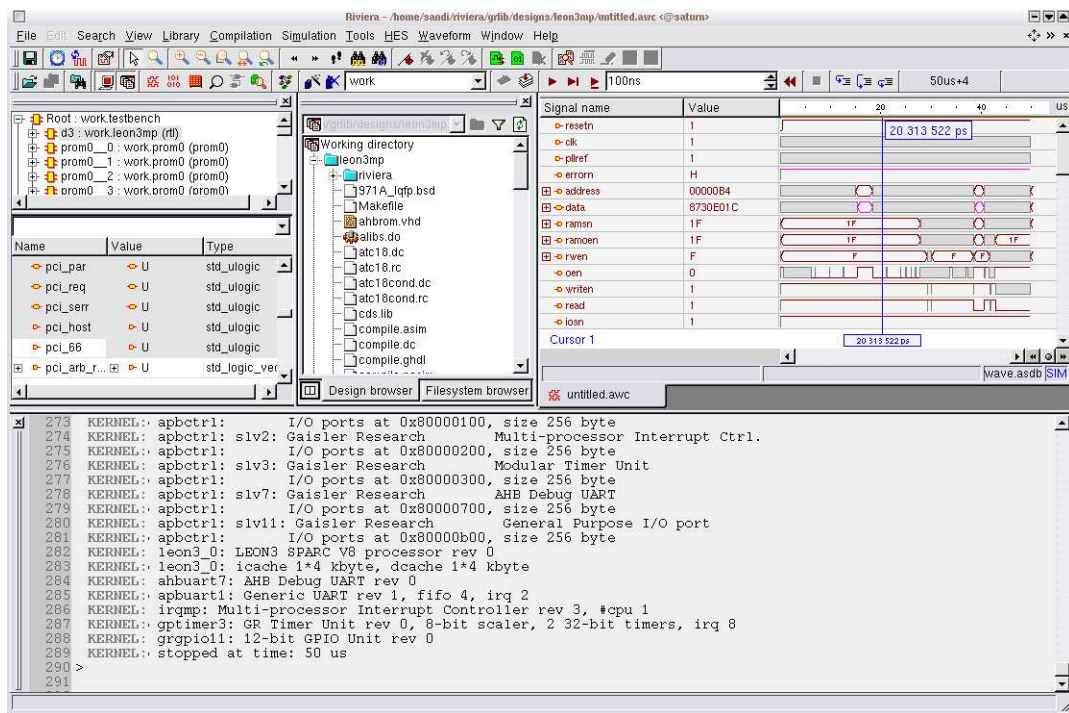 Riviera - /home/sandi/riviera/grlib/designs/leon3mp/untitled.awc <@saturn>
File Edit Search View Library Compilation Simulation Tools HES Waveform Window Help
work
100ns
50us+4
Root : work.testbench
d3 : work.leon3mp (rtl)
prom0__0 : work.prom0 (prom0)
prom0__1 : work.prom0 (prom0)
prom0__2 : work.prom0 (prom0)
prom0 3 : work.prom0 (prom0)
Name Value Type
pci_par U std_ulogic
pci_req U std_ulogic
pci_serr U std_ulogic
pci_host U std_ulogic
pci_66 U std_ulogic
pci_arb_r... U std_logic_vec
/grlib/designs/leon3mp
Working directory
leon3mp
riviera
971A_lqfp.bsd
Makefile
ahbrom.vhd
alibs.do
atc18.dc
atc18.rc
atc18cond.dc
atc18cond.rc
cds.lib
compile.asim
compile.dc
compile.ghdl
Design browser Filesystem browser
Signal name Value 20 40 us
20 313 522 ps
resetn 1
clk 1
pllref 1
errorn H
address 00000B4
data 8730E01C
ramsn 1F 1F
ramoen 1F 1F 1F
rwen F F F F
oen 0
writen 1
read 1
iosn 1
Cursor 1 20 313 522 ps
wave.asdb SIM
untitled.awc
273 KERNEL: apbctrl: I/O ports at 0x80000100, size 256 byte
274 KERNEL: apbctrl: slv2: Gaisler Research Multi-processor Interrupt Ctrl.
275 KERNEL: apbctrl: I/O ports at 0x80000200, size 256 byte
276 KERNEL: apbctrl: slv3: Gaisler Research Modular Timer Unit
277 KERNEL: apbctrl: I/O ports at 0x80000300, size 256 byte
278 KERNEL: apbctrl: slv7: Gaisler Research AHB Debug UART
279 KERNEL: apbctrl: I/O ports at 0x80000700, size 256 byte
280 KERNEL: apbctrl: slv11: Gaisler Research General Purpose I/O port
281 KERNEL: apbctrl: I/O ports at 0x80000b00, size 256 byte
282 KERNEL: leon3_0: LEON3 SPARC V8 processor rev 0
283 KERNEL: leon3_0: icache 1*4 kbyte, dcache 1*4 kbyte
284 KERNEL: ahbuart7: AHB Debug UART rev 0
285 KERNEL: apbuart1: Generic UART rev 1, fifo 4, irq 2
286 KERNEL: irqmp: Multi-processor Interrupt Controller rev 3, #cpu 1
287 KERNEL: gptimer3: GR Timer Unit rev 0, 8-bit scaler, 2 32-bit timers, irq 8
288 KERNEL: grgpio11: 12-bit GPIO Unit rev 0
289 KERNEL: stopped at time: 50 us
290 >
291